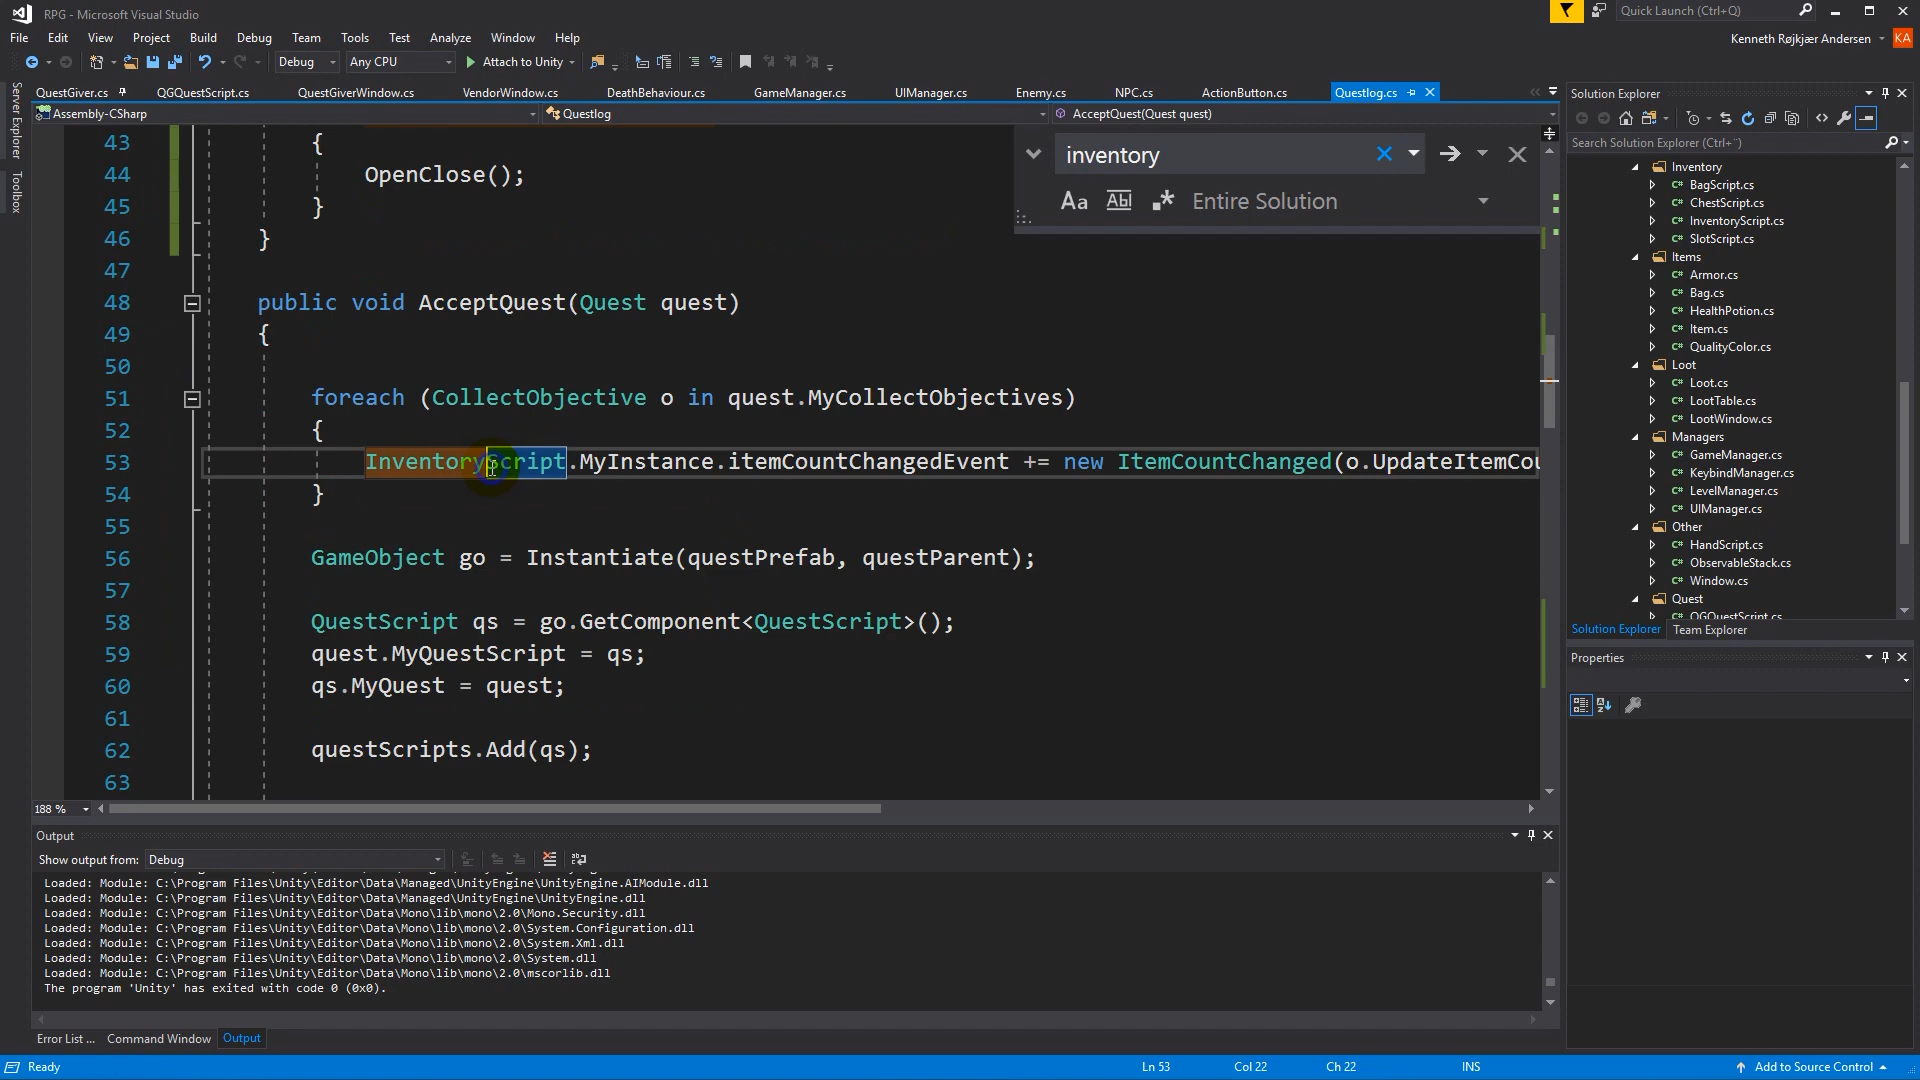 RPG - Microsoft Visual Studio
Quick Launch (Ctrl+Q)
File Edit View Project Build Debug Team Tools Test Analyze Window Help
Kenneth Røjkjær Andersen KA
Debug Any CPU Attach to Unity
QuestGiver.cs QGQuestScript.cs QuestGiverWindow.cs VendorWindow.cs DeathBehaviour.cs GameManager.cs UIManager.cs Enemy.cs NPC.cs ActionButton.cs Questlog.cs
Assembly-CSharp Questlog AcceptQuest(Quest quest)
Server Explorer
Toolbox
inventory
Aa Abl Entire Solution
43 {
44 OpenClose();
45 }
46 }
47
48 public void AcceptQuest(Quest quest)
49 {
50
51 foreach (CollectObjective o in quest.MyCollectObjectives)
52 {
53 InventoryScript.MyInstance.itemCountChangedEvent += new ItemCountChanged(o.UpdateItemCou
54 }
55
56 GameObject go = Instantiate(questPrefab, questParent);
57
58 QuestScript qs = go.GetComponent<QuestScript>();
59 quest.MyQuestScript = qs;
60 qs.MyQuest = quest;
61
62 questScripts.Add(qs);
63
188 %
Solution Explorer
Search Solution Explorer (Ctrl+¨)
Inventory
C# BagScript.cs
C# ChestScript.cs
C# InventoryScript.cs
C# SlotScript.cs
Items
C# Armor.cs
C# Bag.cs
C# HealthPotion.cs
C# Item.cs
C# QualityColor.cs
Loot
C# Loot.cs
C# LootTable.cs
C# LootWindow.cs
Managers
C# GameManager.cs
C# KeybindManager.cs
C# LevelManager.cs
C# UIManager.cs
Other
C# HandScript.cs
C# ObservableStack.cs
C# Window.cs
Quest
C# QGQuestScript.cs
Solution Explorer Team Explorer
Properties
Output
Show output from: Debug
Loaded: Module: C:\Program Files\Unity\Editor\Data\Managed\UnityEngine\UnityEngine.AIModule.dll
Loaded: Module: C:\Program Files\Unity\Editor\Data\Managed\UnityEngine\UnityEngine.dll
Loaded: Module: C:\Program Files\Unity\Editor\Data\Mono\lib\mono\2.0\Mono.Security.dll
Loaded: Module: C:\Program Files\Unity\Editor\Data\Mono\lib\mono\2.0\System.Configuration.dll
Loaded: Module: C:\Program Files\Unity\Editor\Data\Mono\lib\mono\2.0\System.Xml.dll
Loaded: Module: C:\Program Files\Unity\Editor\Data\Mono\lib\mono\2.0\System.dll
Loaded: Module: C:\Program Files\Unity\Editor\Data\Mono\lib\mono\2.0\mscorlib.dll
The program 'Unity' has exited with code 0 (0x0).
Error List ... Command Window Output
Ready Ln 53 Col 22 Ch 22 INS Add to Source Control